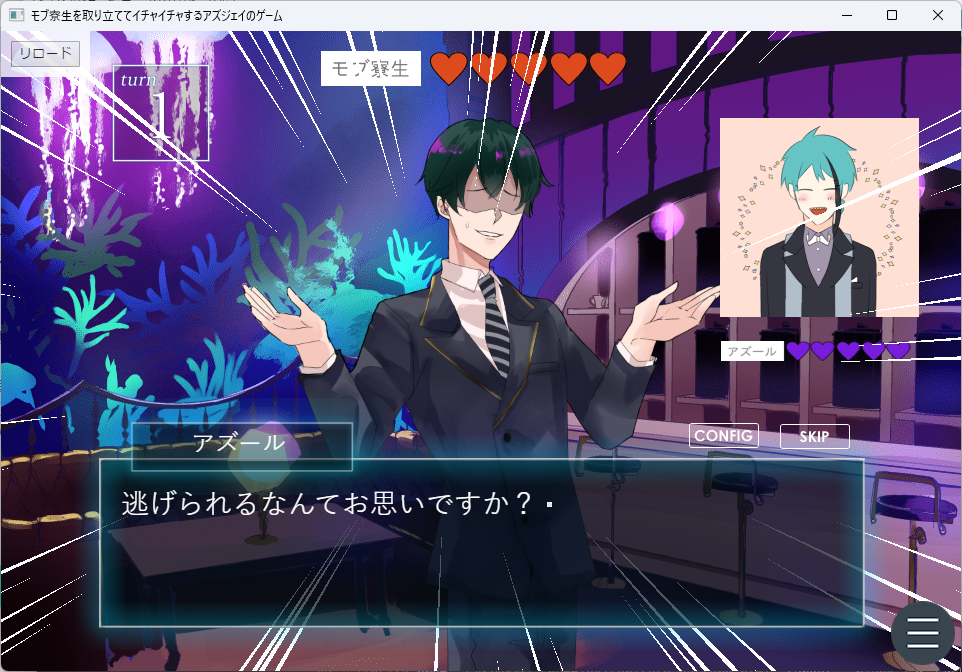 モブ寮生を取り立ててイチャイチャするアズジェイのゲーム
リロード
turn
1
モブ寮生
アズール
CONFIG
SKIP
アズール
逃げられるなんてお思いですか？